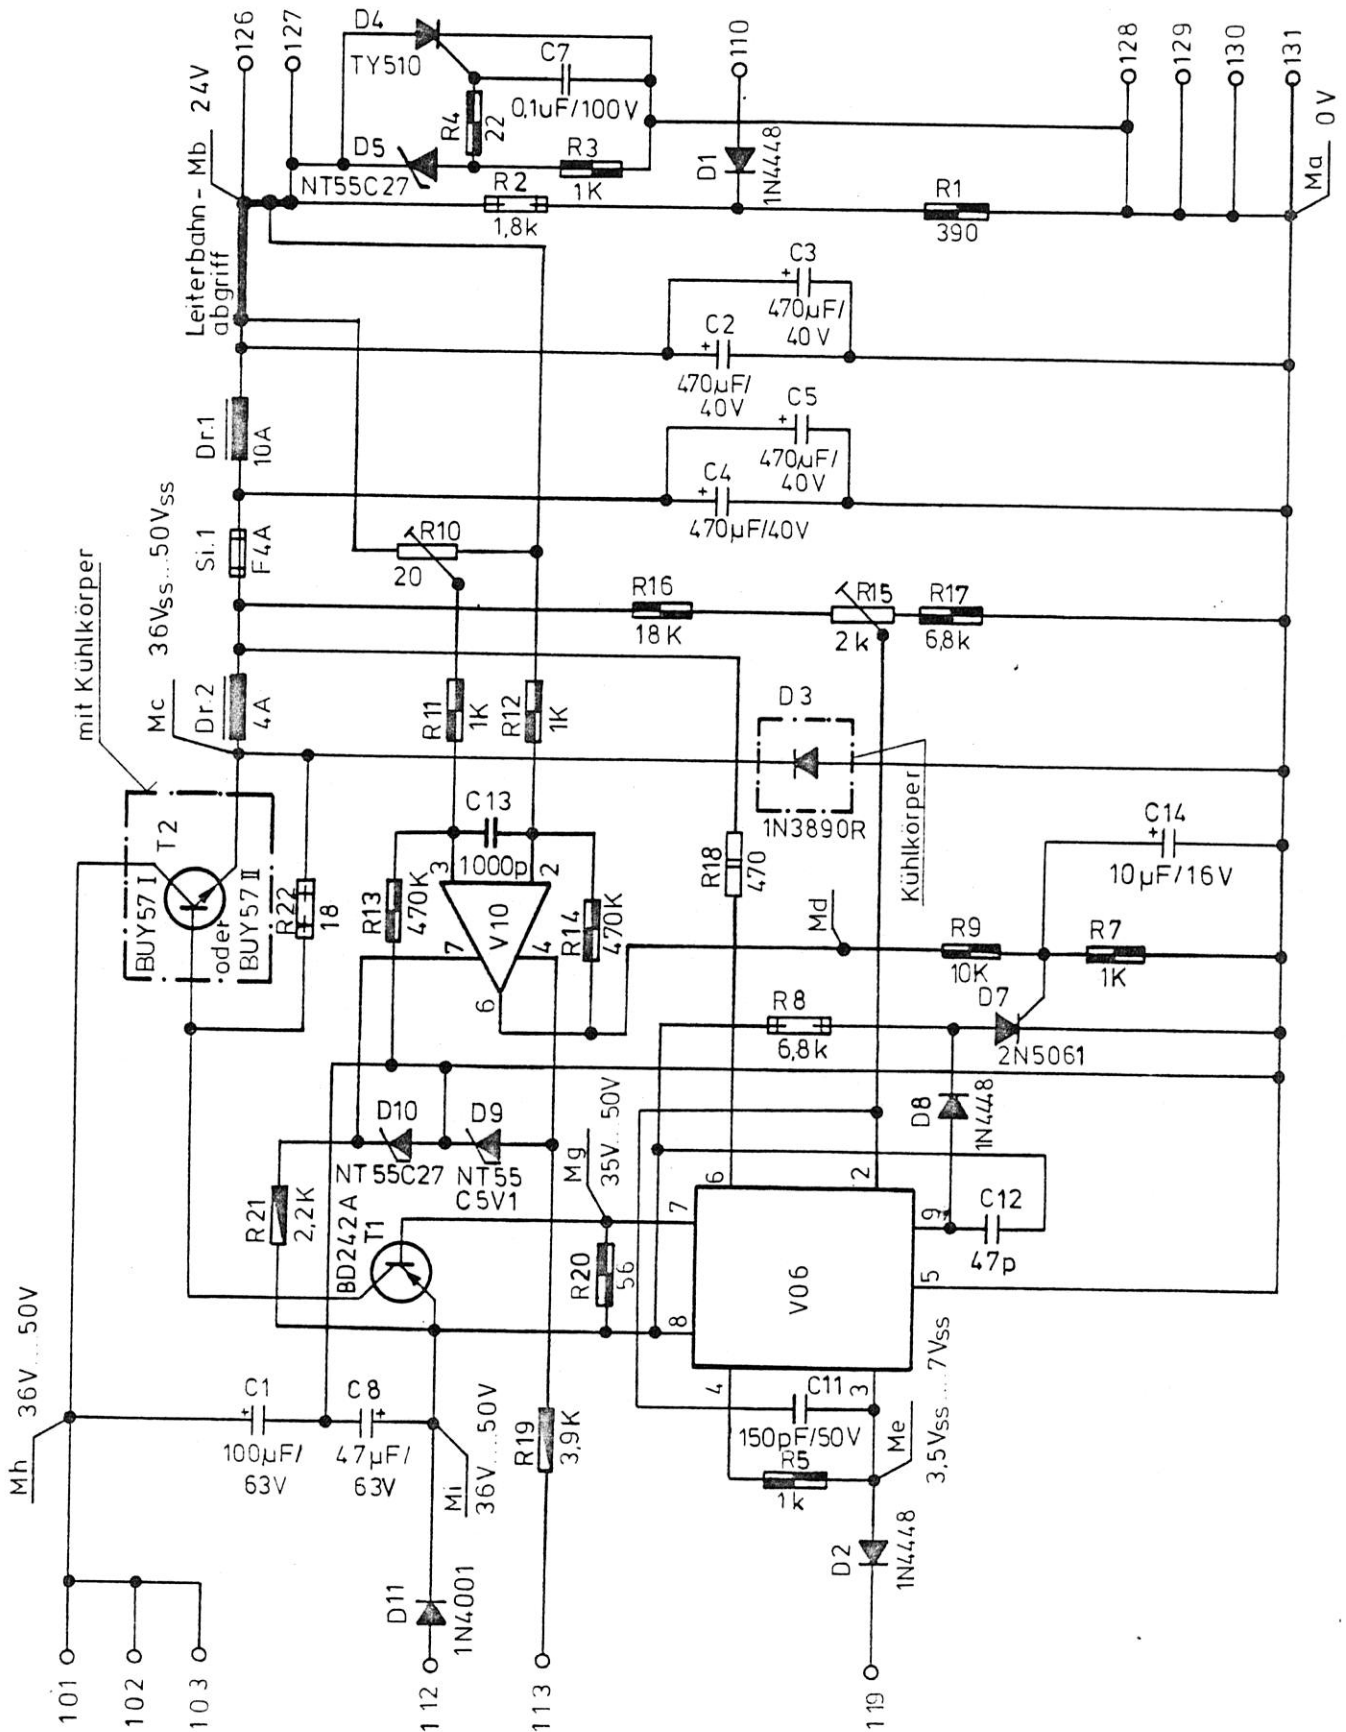 126
127
24V
Leiterbahn - Mb
abgriff
D4
TY510
C7
0,1uF/100V
R4
22
D5
NT55C27
R3
1K
R2
1,8k
110
D1
1N4448
R1
390
128
129
130
131
Ma 0V
C3
470µF/
40V
C2
470µF/
40V
C5
470µF/
40V
C4
470µF/40V
Dr.1
10A
Si.1
F4A
36Vss...50Vss
Mc
mit Kühlkörper
Dr.2
4A
R10
20
R16
18K
R15
2k
R17
6,8k
R11
1K
R12
1K
D3
1N3890R
Kühlkörper
T2
BUY57 I
oder
BUY57 II
R22
18
C13
1000p
3
2
V10
7
4
6
R13
470K
R14
470K
R18
470
C14
10µF/16V
Md
R9
10K
R7
1K
R8
6,8k
D7
2N5061
D8
1N4448
D10
NT55C27
D9
NT55
C5V1
R21
2,2K
BD242A
T1
Mg
35V...50V
R20
56
6
2
7
9
8
5
4
3
V06
C12
47p
Mh
36V....50V
C1
100µF/
63V
C8
47µF/
63V
Mi
36V...50V
R19
3,9K
C11
150pF/50V
R5
1k
Me
3,5Vss....7Vss
D11
1N4001
D2
1N4448
101
102
103
112
113
119